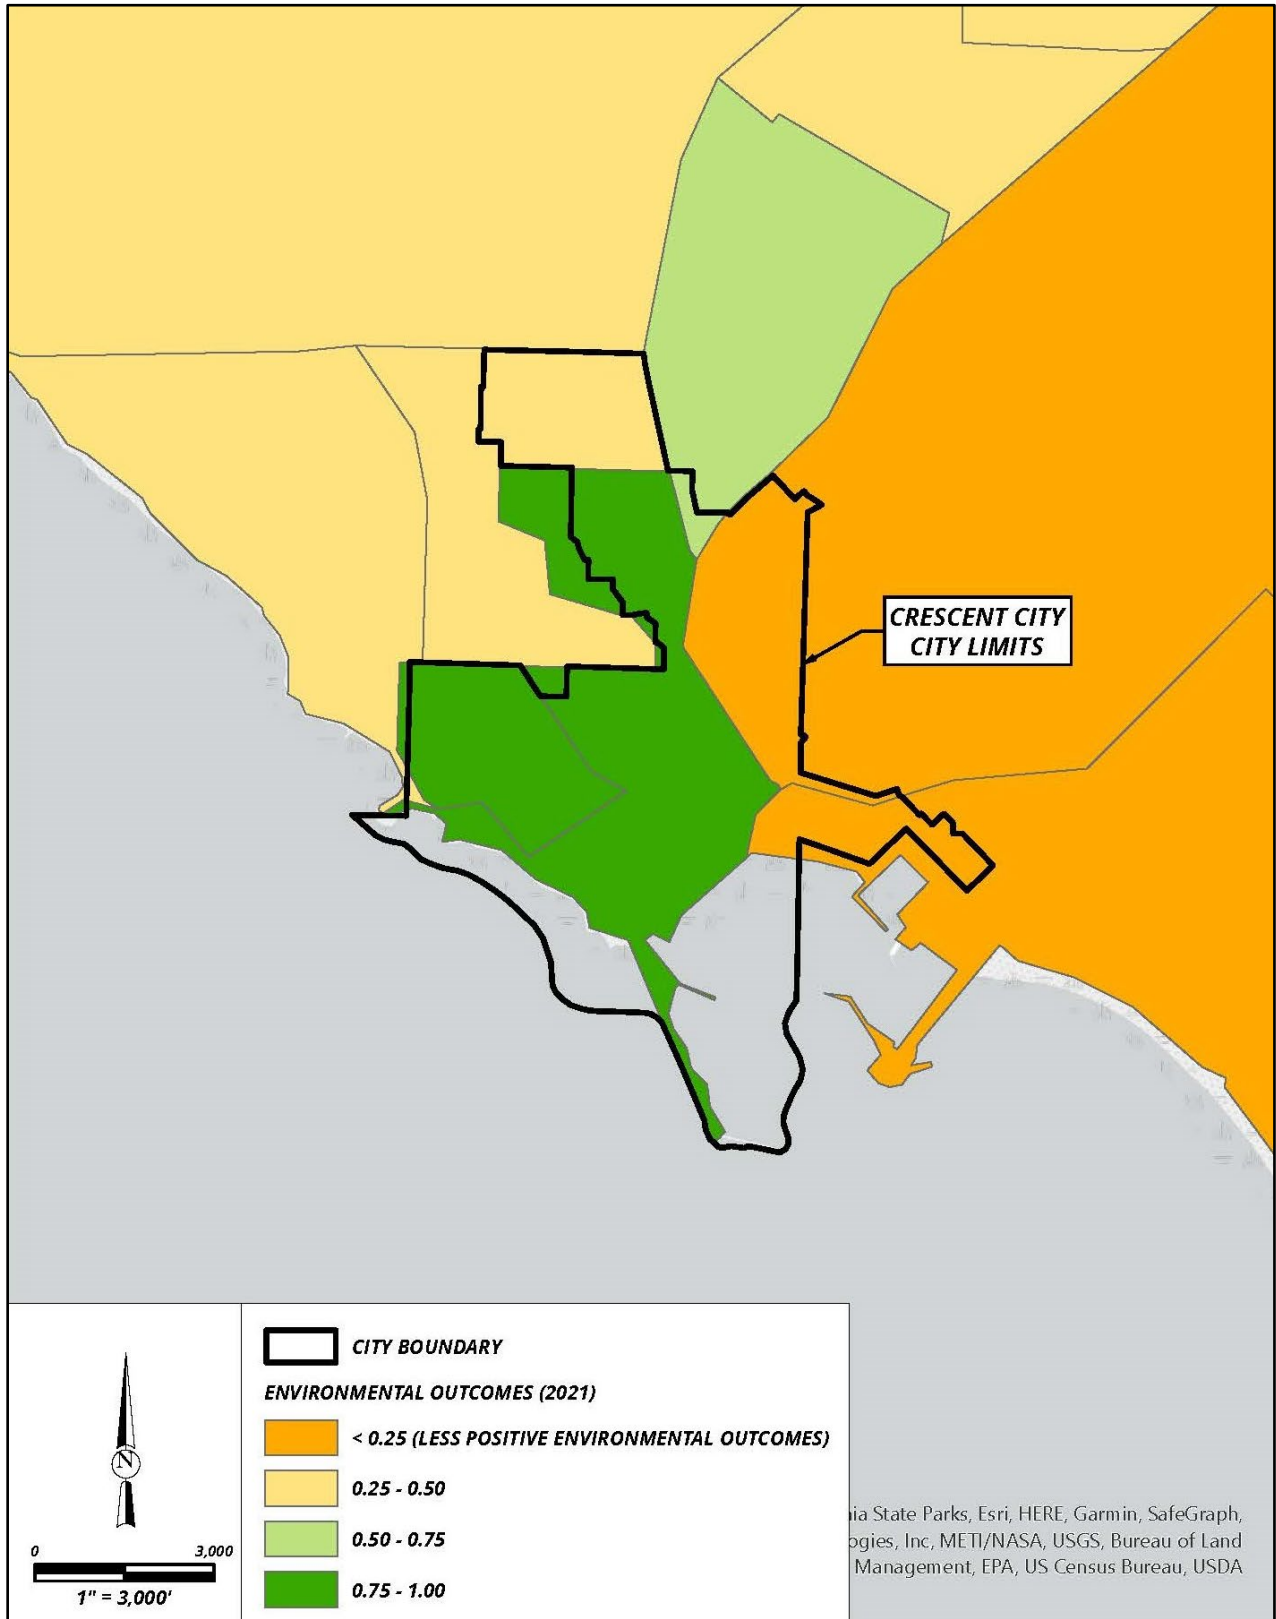 CRESCENT CITY
CITY LIMITS
CITY BOUNDARY
ENVIRONMENTAL OUTCOMES (2021)
< 0.25 (LESS POSITIVE ENVIRONMENTAL OUTCOMES)
0.25 - 0.50
0.50 - 0.75
0.75 - 1.00
N
0 3,000
1" = 3,000'
nia State Parks, Esri, HERE, Garmin, SafeGraph,
ogies, Inc, METI/NASA, USGS, Bureau of Land
Management, EPA, US Census Bureau, USDA